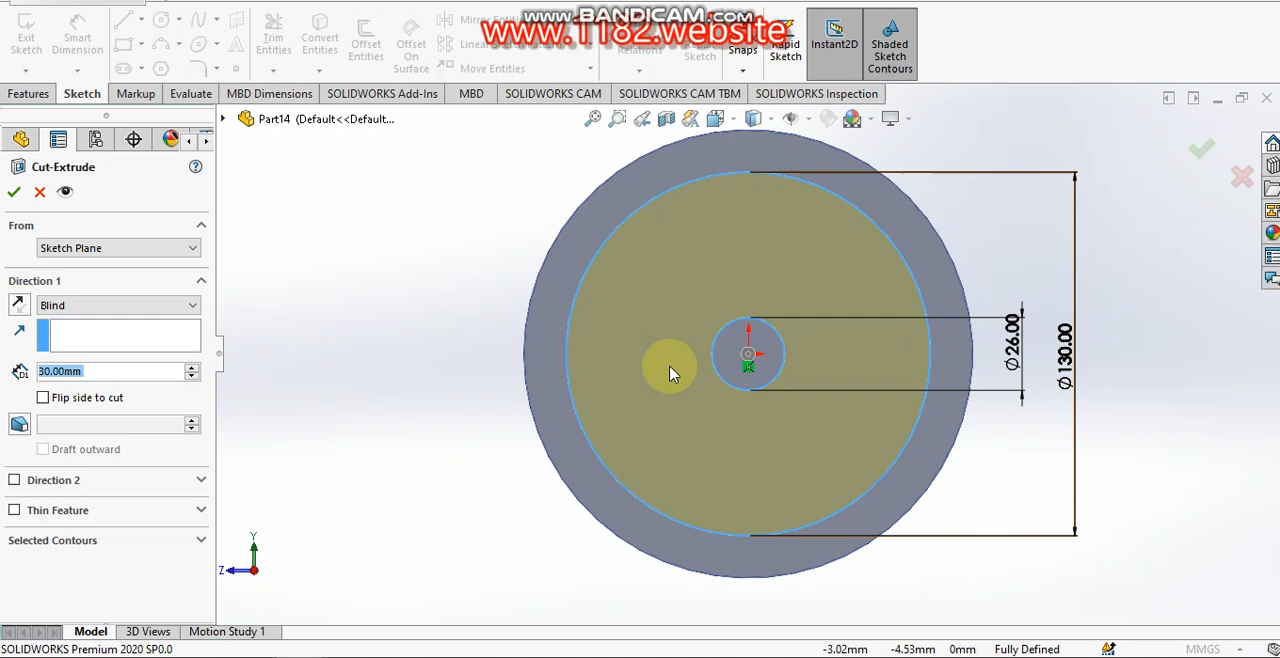 www.BANDICAM.com
www.1182.website
Exit Sketch
Smart Dimension
Trim Entities
Convert Entities
Offset Entities
Offset On Surface
Mirror Entities
Linear Sketch Pattern
Move Entities
Relations
Sketch
Snaps
Rapid Sketch
Instant2D
Shaded Sketch Contours
Features
Sketch
Markup
Evaluate
MBD Dimensions
SOLIDWORKS Add-Ins
MBD
SOLIDWORKS CAM
SOLIDWORKS CAM TBM
SOLIDWORKS Inspection
Part14 (Default<<Default...
Cut-Extrude
From
Sketch Plane
Direction 1
Blind
D1
30.00mm
Flip side to cut
Draft outward
Direction 2
Thin Feature
Selected Contours
∅26.00
∅130.00
Y
Z
Model
3D Views
Motion Study 1
SOLIDWORKS Premium 2020 SP0.0
-3.02mm
-4.53mm
0mm
Fully Defined
MMGS